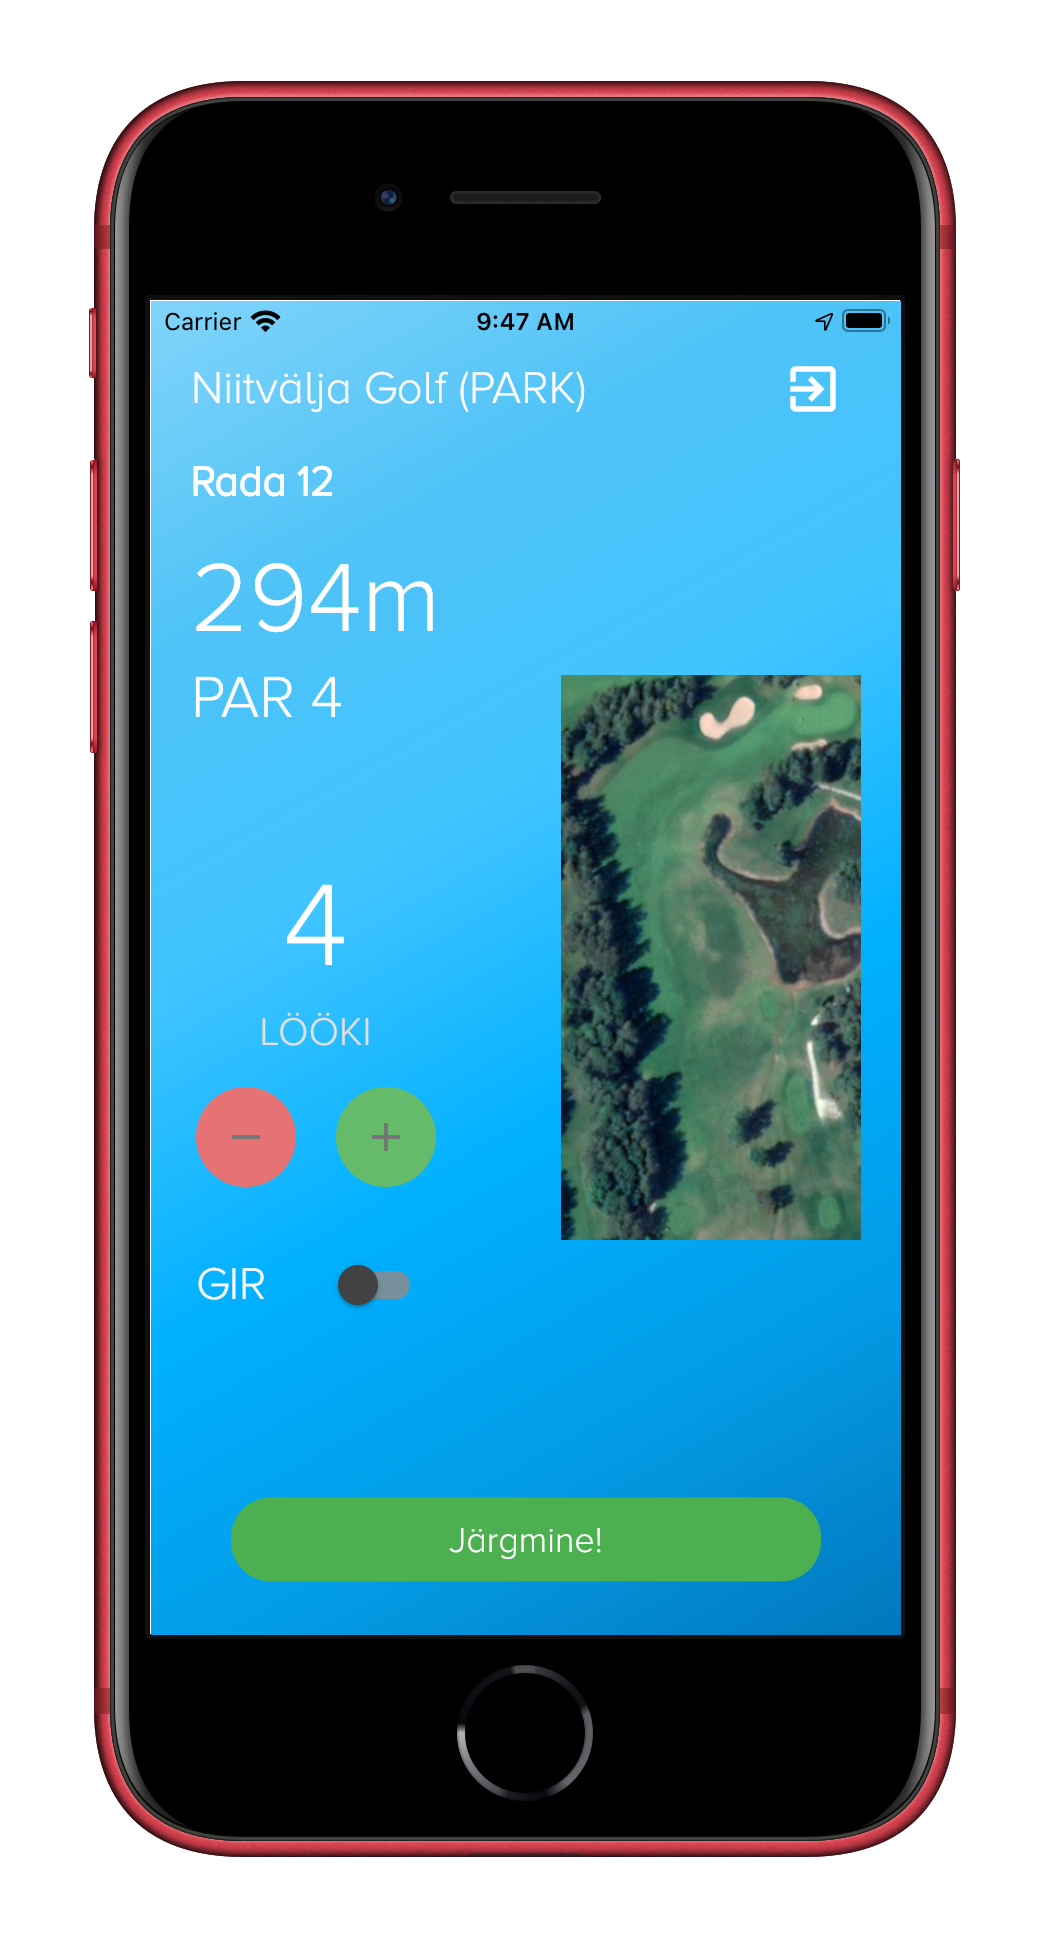 Carrier 9:47 AM
Niitvälja Golf (PARK)
Rada 12
294m
PAR 4
4
LÖÖKI
GIR
Järgmine!